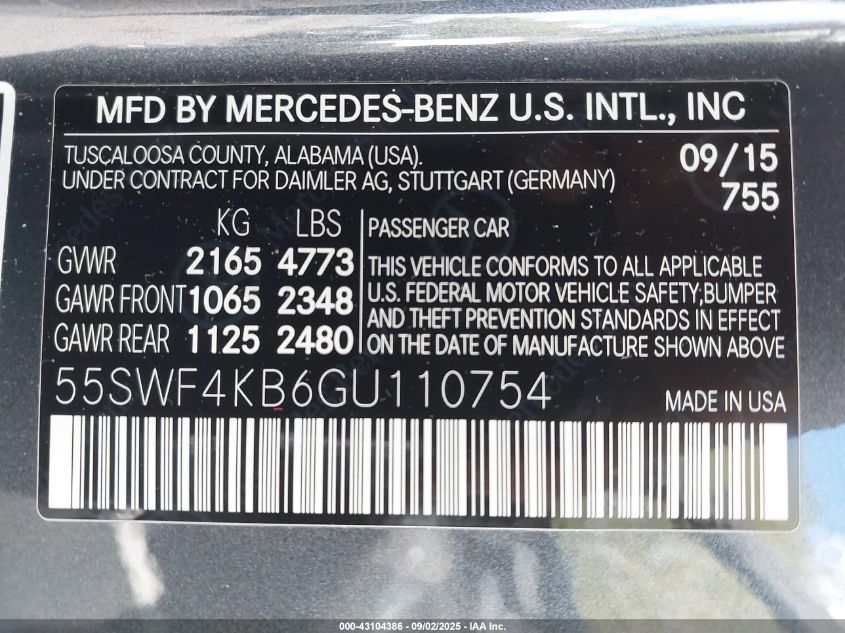 MFD BY MERCEDES-BENZ U.S. INTL., INC
TUSCALOOSA COUNTY, ALABAMA (USA).
UNDER CONTRACT FOR DAIMLER AG, STUTTGART (GERMANY)
09/15
755
KG LBS
GVWR 2165 4773
GAWR FRONT 1065 2348
GAWR REAR 1125 2480
PASSENGER CAR
THIS VEHICLE CONFORMS TO ALL APPLICABLE
U.S. FEDERAL MOTOR VEHICLE SAFETY,BUMPER
AND THEFT PREVENTION STANDARDS IN EFFECT
ON THE DATE OF MANUFACTURE SHOWN ABOVE
55SWF4KB6GU110754
MADE IN USA
000-43104386 - 09/02/2025 - IAA Inc.